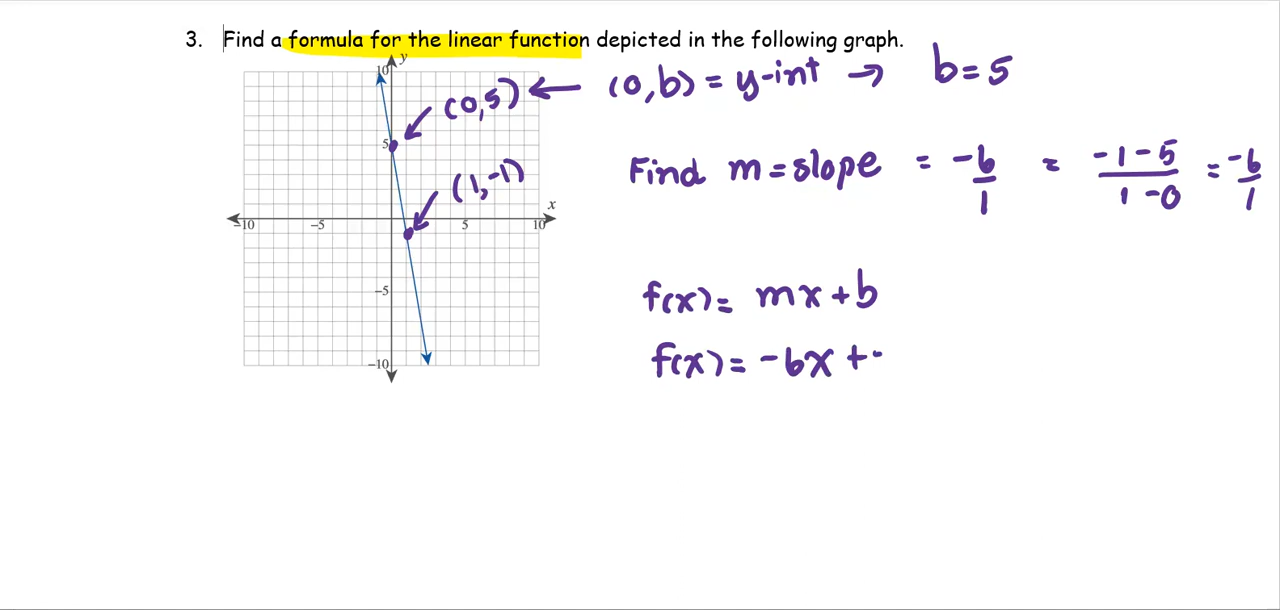 3. Find a formula for the linear function depicted in the following graph.
(0,5) ← (0,b) = y-int → b=5
Find m=slope = -6/1 = -1-5/1-0 = -6/1
(1,-1)
f(x)= mx+b
f(x)= -6x +
y
10
5
x
-10 -5 5 10
-5
-10